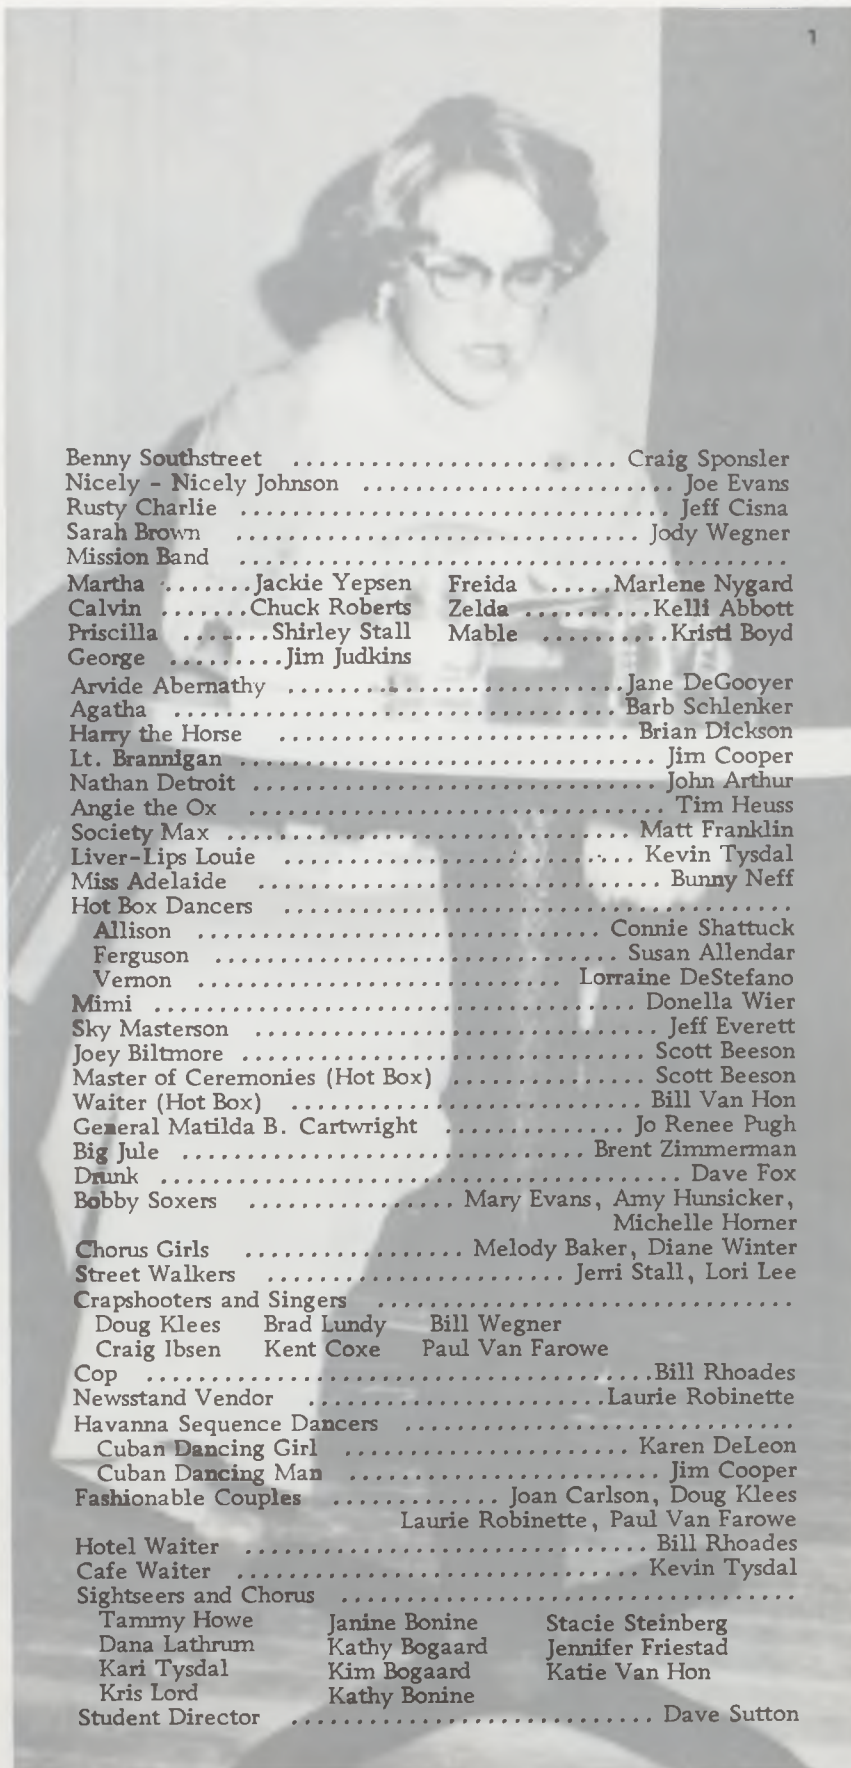 1
Benny Southstreet ......................... Craig Sponsler
Nicely - Nicely Johnson ........................ Joe Evans
Rusty Charlie ................................. Jeff Cisna
Sarah Brown ................................ Jody Wegner
Mission Band ..........................................
Martha ........Jackie Yepsen Freida .....Marlene Nygard
Calvin .......Chuck Roberts Zelda ..........Kelli Abbott
Priscilla .......Shirley Stall Mable ..........Kristi Boyd
George .........Jim Judkins
Arvide Abernathy ..........................Jane DeGooyer
Agatha .................................. Barb Schlenker
Harry the Horse ........................... Brian Dickson
Lt. Brannigan ................................ Jim Cooper
Nathan Detroit ............................... John Arthur
Angie the Ox ................................ Tim Heuss
Society Max ............................... Matt Franklin
Liver-Lips Louie ........................... Kevin Tysdal
Miss Adelaide ............................... Bunny Neff
Hot Box Dancers .......................................
Allison ............................... Connie Shattuck
Ferguson ............................... Susan Allendar
Vernon .............................. Lorraine DeStefano
Mimi ..................................... Donella Wier
Sky Masterson ............................... Jeff Everett
Joey Biltmore ............................... Scott Beeson
Master of Ceremonies (Hot Box) ............... Scott Beeson
Waiter (Hot Box) ........................... Bill Van Hon
General Matilda B. Cartwright .............. Jo Renee Pugh
Big Jule ................................ Brent Zimmerman
Drunk ........................................ Dave Fox
Bobby Soxers ................ Mary Evans, Amy Hunsicker,
Michelle Horner
Chorus Girls ................. Melody Baker, Diane Winter
Street Walkers ....................... Jerri Stall, Lori Lee
Crapshooters and Singers ................................
Doug Klees Brad Lundy Bill Wegner
Craig Ibsen Kent Coxe Paul Van Farowe
Cop .......................................Bill Rhoades
Newsstand Vendor .......................Laurie Robinette
Havanna Sequence Dancers ..............................
Cuban Dancing Girl ........................ Karen DeLeon
Cuban Dancing Man ........................ Jim Cooper
Fashionable Couples ............. Joan Carlson, Doug Klees
Laurie Robinette, Paul Van Farowe
Hotel Waiter ............................... Bill Rhoades
Cafe Waiter ............................... Kevin Tysdal
Sightseers and Chorus ...................................
Tammy Howe Janine Bonine Stacie Steinberg
Dana Lathrum Kathy Bogaard Jennifer Friestad
Kari Tysdal Kim Bogaard Katie Van Hon
Kris Lord Kathy Bonine
Student Director ............................ Dave Sutton